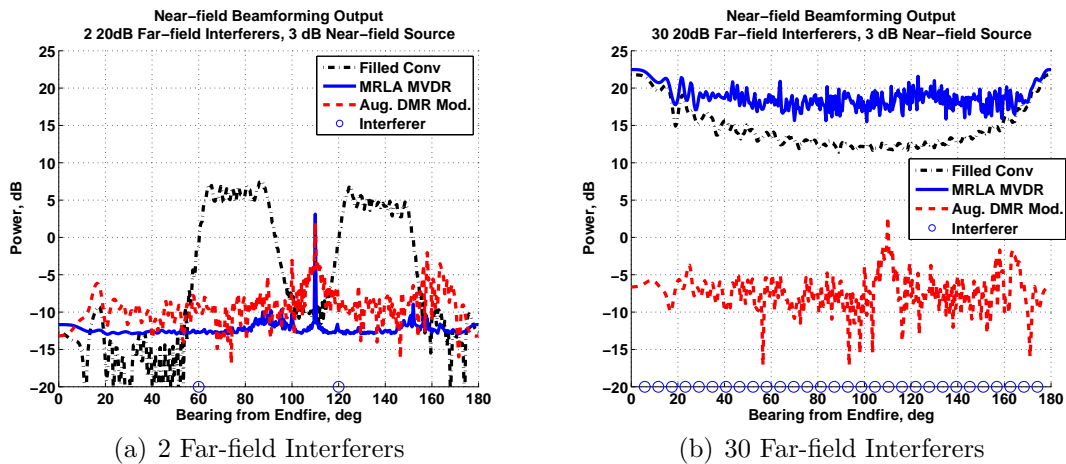 Near-field Beamforming Output
2 20dB Far-field Interferers, 3 dB Near-field Source
25
20
15
10
5
0
−5
−10
−15
−20
Power, dB
Filled Conv
MRLA MVDR
Aug. DMR Mod.
Interferer
0 20 40 60 80 100 120 140 160 180
Bearing from Endfire, deg
(a) 2 Far-field Interferers
Near-field Beamforming Output
30 20dB Far-field Interferers, 3 dB Near-field Source
25
20
15
10
5
0
−5
−10
−15
−20
Power, dB
Filled Conv
MRLA MVDR
Aug. DMR Mod.
Interferer
0 20 40 60 80 100 120 140 160 180
Bearing from Endfire, deg
(b) 30 Far-field Interferers